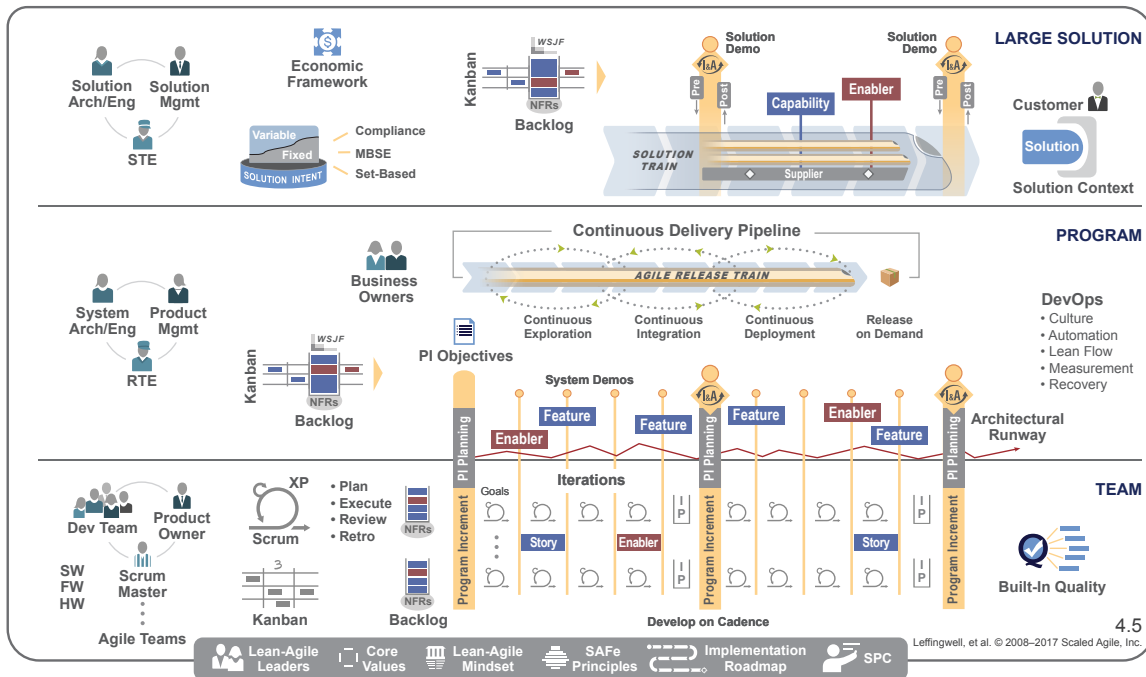 LARGE SOLUTION
Solution
Arch/Eng
Solution
Mgmt
STE
Economic
Framework
Variable
Fixed
SOLUTION INTENT
Compliance
MBSE
Set-Based
Kanban
WSJF
NFRs
Backlog
Solution
Demo
I&A
Pre
Post
Capability
Enabler
Solution
Demo
I&A
Pre
Post
SOLUTION
TRAIN
Supplier
Customer
Solution
Solution Context
PROGRAM
System
Arch/Eng
Product
Mgmt
RTE
Business
Owners
Continuous Delivery Pipeline
AGILE RELEASE TRAIN
Continuous
Exploration
Continuous
Integration
Continuous
Deployment
Release
on Demand
DevOps
• Culture
• Automation
• Lean Flow
• Measurement
• Recovery
Kanban
WSJF
NFRs
Backlog
PI Objectives
System Demos
I&A
I&A
Enabler
Feature
Feature
Feature
Enabler
Feature
Architectural
Runway
PI Planning
PI Planning
PI Planning
TEAM
Dev Team
Product
Owner
Scrum
Master
SW
FW
HW
Agile Teams
XP
Scrum
• Plan
• Execute
• Review
• Retro
3
Kanban
NFRs
NFRs
Backlog
Program Increment
Program Increment
Program Increment
Goals
Iterations
I
P
I
P
Story
Enabler
Story
I
P
I
P
Develop on Cadence
Q
Built-In Quality
4.5
Leffingwell, et al. © 2008–2017 Scaled Agile, Inc.
Lean-Agile
Leaders
Core
Values
Lean-Agile
Mindset
SAFe
Principles
Implementation
Roadmap
SPC